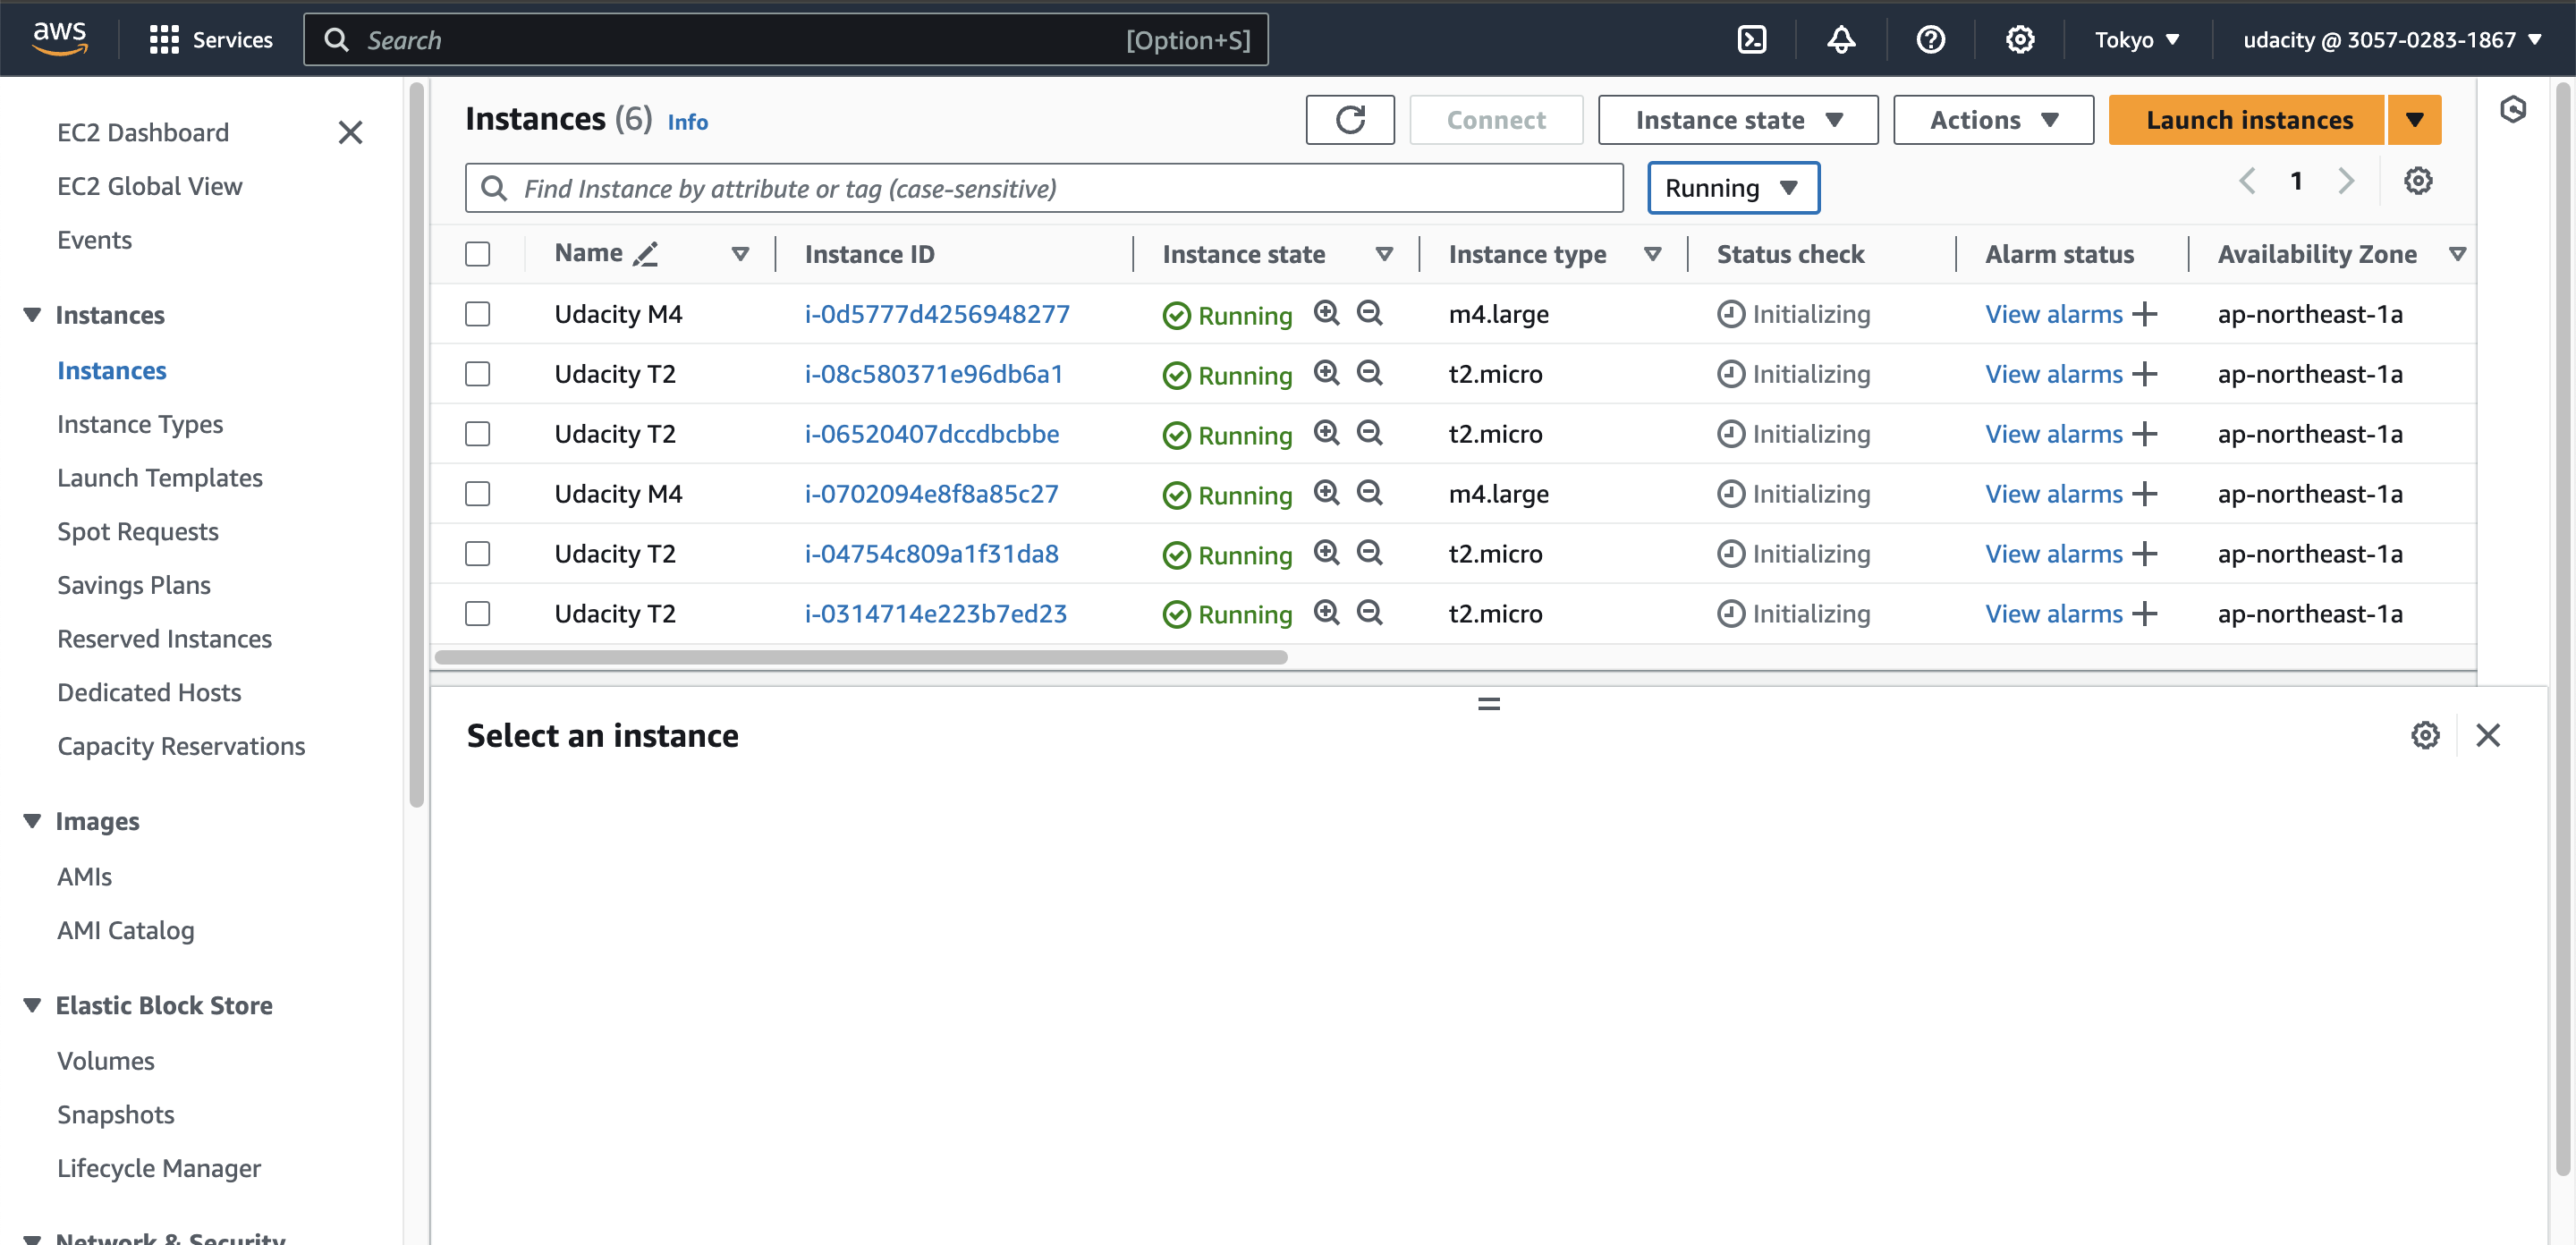 aws Services Search [Option+S] Tokyo udacity @ 3057-0283-1867
EC2 Dashboard
EC2 Global View
Events
Instances
Instances
Instance Types
Launch Templates
Spot Requests
Savings Plans
Reserved Instances
Dedicated Hosts
Capacity Reservations
Images
AMIs
AMI Catalog
Elastic Block Store
Volumes
Snapshots
Lifecycle Manager
Network & Security
Instances (6) Info Connect Instance state Actions Launch instances
Find Instance by attribute or tag (case-sensitive) Running 1
Name Instance ID Instance state Instance type Status check Alarm status Availability Zone
Udacity M4 i-0d5777d4256948277 Running m4.large Initializing View alarms ap-northeast-1a
Udacity T2 i-08c580371e96db6a1 Running t2.micro Initializing View alarms ap-northeast-1a
Udacity T2 i-06520407dccdbcbbe Running t2.micro Initializing View alarms ap-northeast-1a
Udacity M4 i-0702094e8f8a85c27 Running m4.large Initializing View alarms ap-northeast-1a
Udacity T2 i-04754c809a1f31da8 Running t2.micro Initializing View alarms ap-northeast-1a
Udacity T2 i-0314714e223b7ed23 Running t2.micro Initializing View alarms ap-northeast-1a
Select an instance